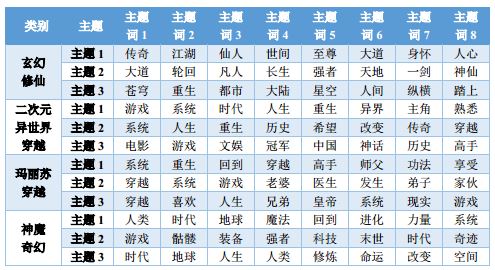 类别 主题 主题词 1 主题词 2 主题词 3 主题词 4 主题词 5 主题词 6 主题词 7 主题词 8
玄幻修仙 主题 1 传奇 江湖 仙人 世间 至尊 大道 身怀 人心
主题 2 大道 轮回 凡人 长生 强者 天地 一剑 神仙
主题 3 苍穹 重生 都市 大陆 星空 人间 纵横 踏上
二次元异世界穿越 主题 1 游戏 系统 时代 人生 重生 异界 主角 熟悉
主题 2 系统 人生 重生 历史 希望 改变 传奇 穿越
主题 3 电影 游戏 文娱 冠军 中国 神话 历史 高手
玛丽苏穿越 主题 1 系统 重生 回到 穿越 高手 师父 功法 享受
主题 2 穿越 系统 游戏 老婆 医生 发生 弟子 家伙
主题 3 穿越 喜欢 人生 兄弟 皇帝 系统 现实 游戏
神魔奇幻 主题 1 人类 时代 地球 魔法 回到 进化 力量 系统
主题 2 游戏 骷髅 装备 强者 科技 末世 时代 奇迹
主题 3 时代 地球 人生 人类 修炼 命运 改变 空间